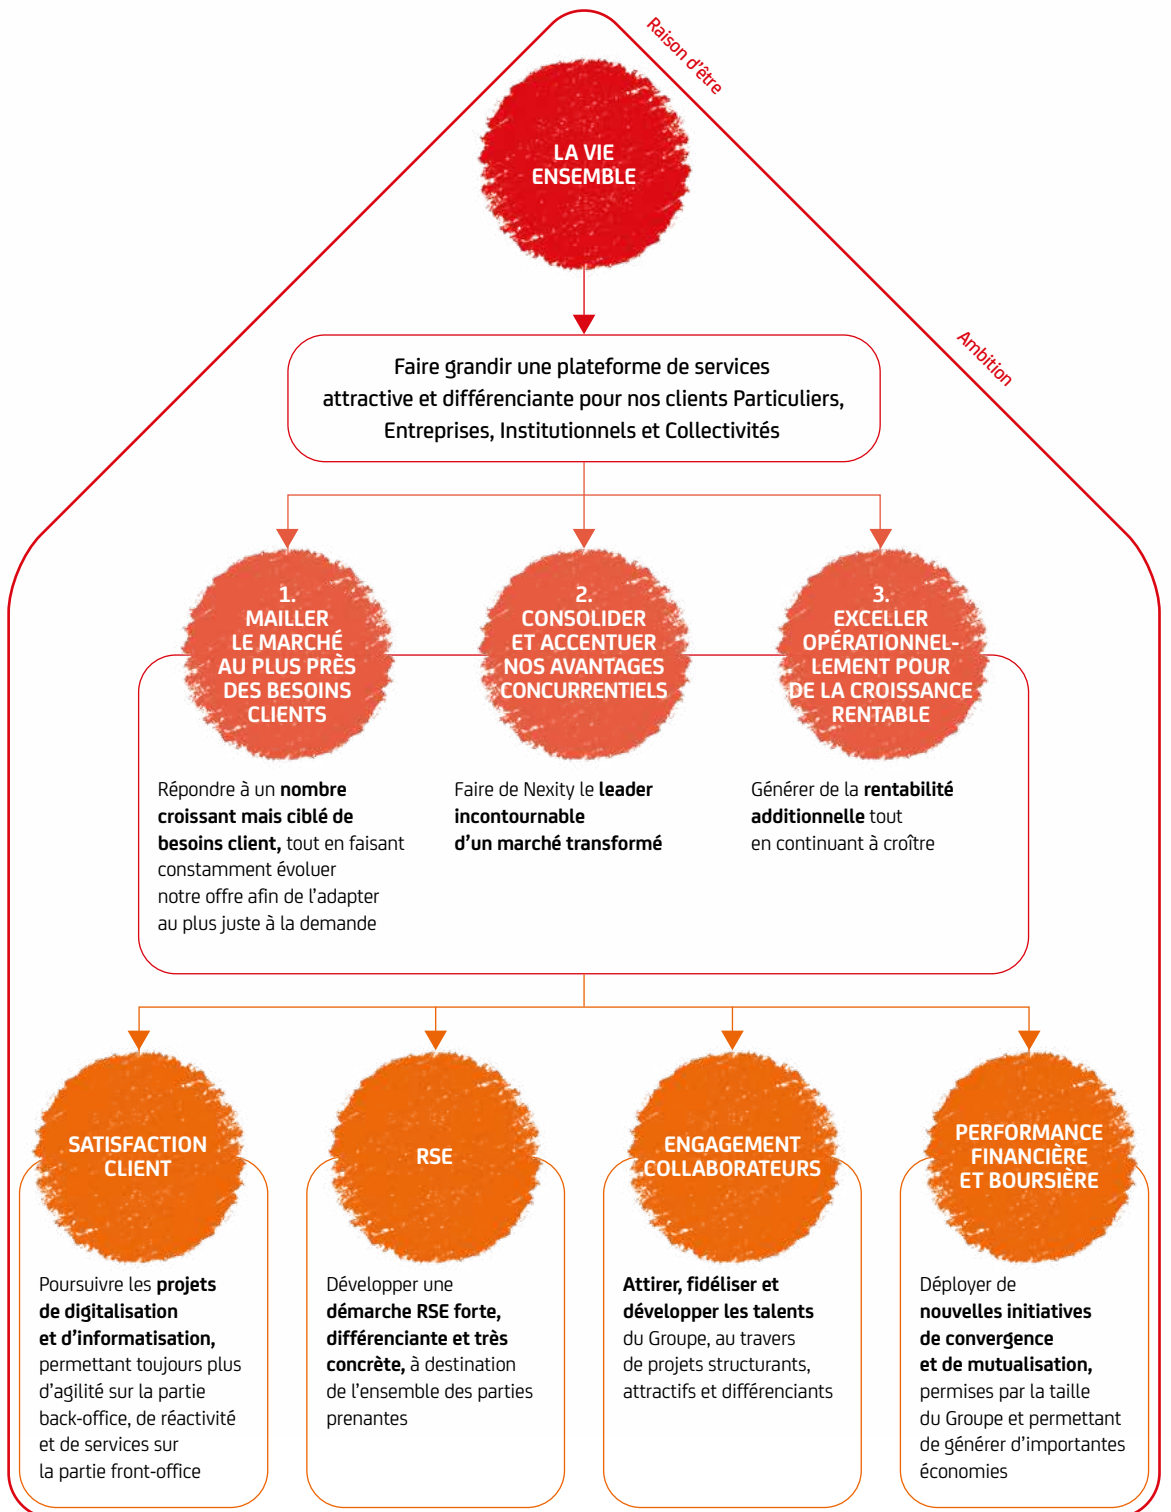 Raison d'être
LA VIE
ENSEMBLE
Ambition
Faire grandir une plateforme de services
attractive et différenciante pour nos clients Particuliers,
Entreprises, Institutionnels et Collectivités
1.
MAILLER
LE MARCHÉ
AU PLUS PRÈS
DES BESOINS
CLIENTS
Répondre à un nombre
croissant mais ciblé de
besoins client, tout en faisant
constamment évoluer
notre offre afin de l'adapter
au plus juste à la demande
2.
CONSOLIDER
ET ACCENTUER
NOS AVANTAGES
CONCURRENTIELS
Faire de Nexity le leader
incontournable
d'un marché transformé
3.
EXCELLER
OPÉRATIONNEL-
LEMENT POUR
DE LA CROISSANCE
RENTABLE
Générer de la rentabilité
additionnelle tout
en continuant à croître
SATISFACTION
CLIENT
Poursuivre les projets
de digitalisation
et d'informatisation,
permettant toujours plus
d'agilité sur la partie
back-office, de réactivité
et de services sur
la partie front-office
RSE
Développer une
démarche RSE forte,
différenciante et très
concrète, à destination
de l'ensemble des parties
prenantes
ENGAGEMENT
COLLABORATEURS
Attirer, fidéliser et
développer les talents
du Groupe, au travers
de projets structurants,
attractifs et différenciants
PERFORMANCE
FINANCIÈRE
ET BOURSIÈRE
Déployer de
nouvelles initiatives
de convergence
et de mutualisation,
permises par la taille
du Groupe et permettant
de générer d'importantes
économies